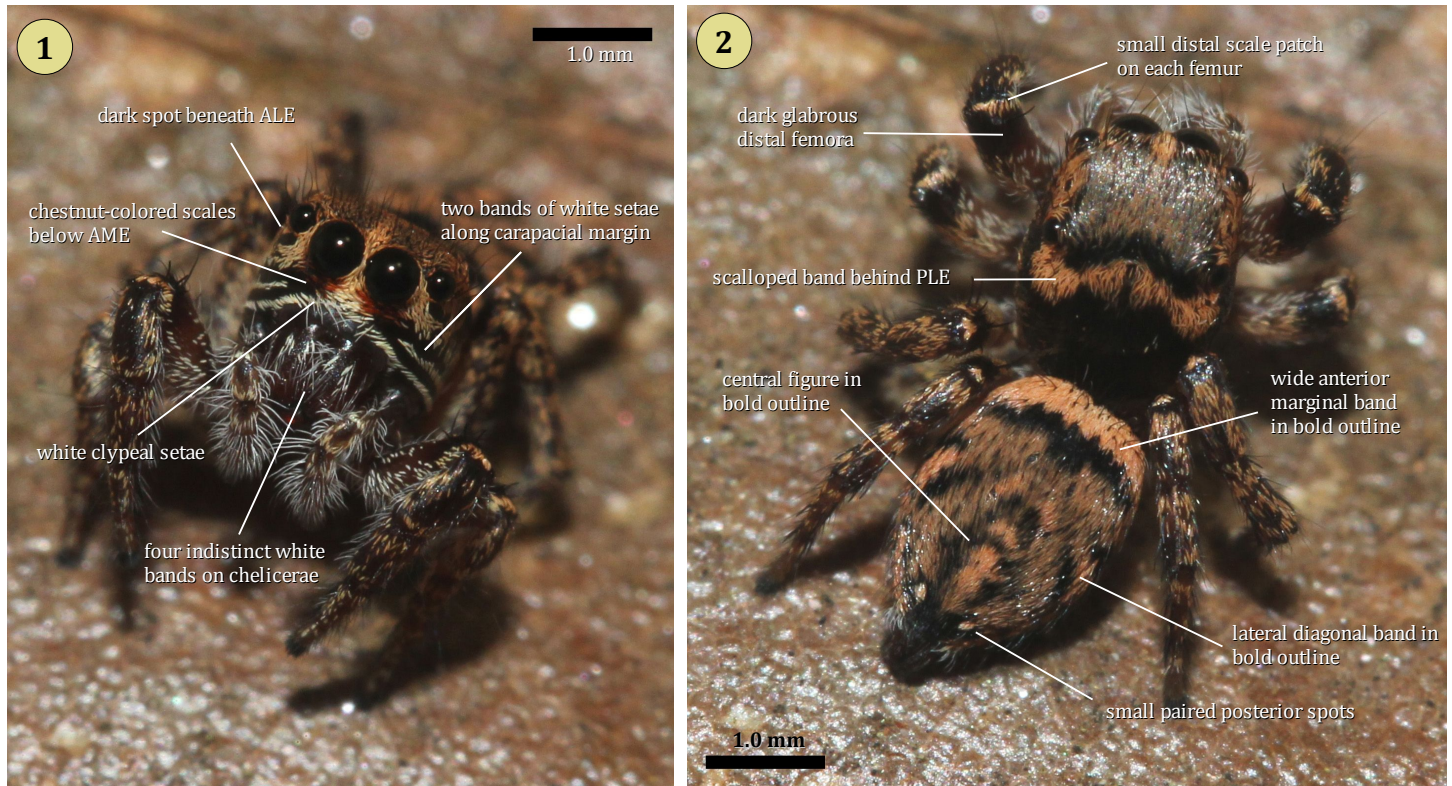 1
1.0 mm
dark spot beneath ALE
chestnut-colored scales
below AME
two bands of white setae
along carapacial margin
white clypeal setae
four indistinct white
bands on chelicerae
2
small distal scale patch
on each femur
dark glabrous
distal femora
scalloped band behind PLE
central figure in
bold outline
wide anterior
marginal band
in bold outline
lateral diagonal band in
bold outline
small paired posterior spots
1.0 mm